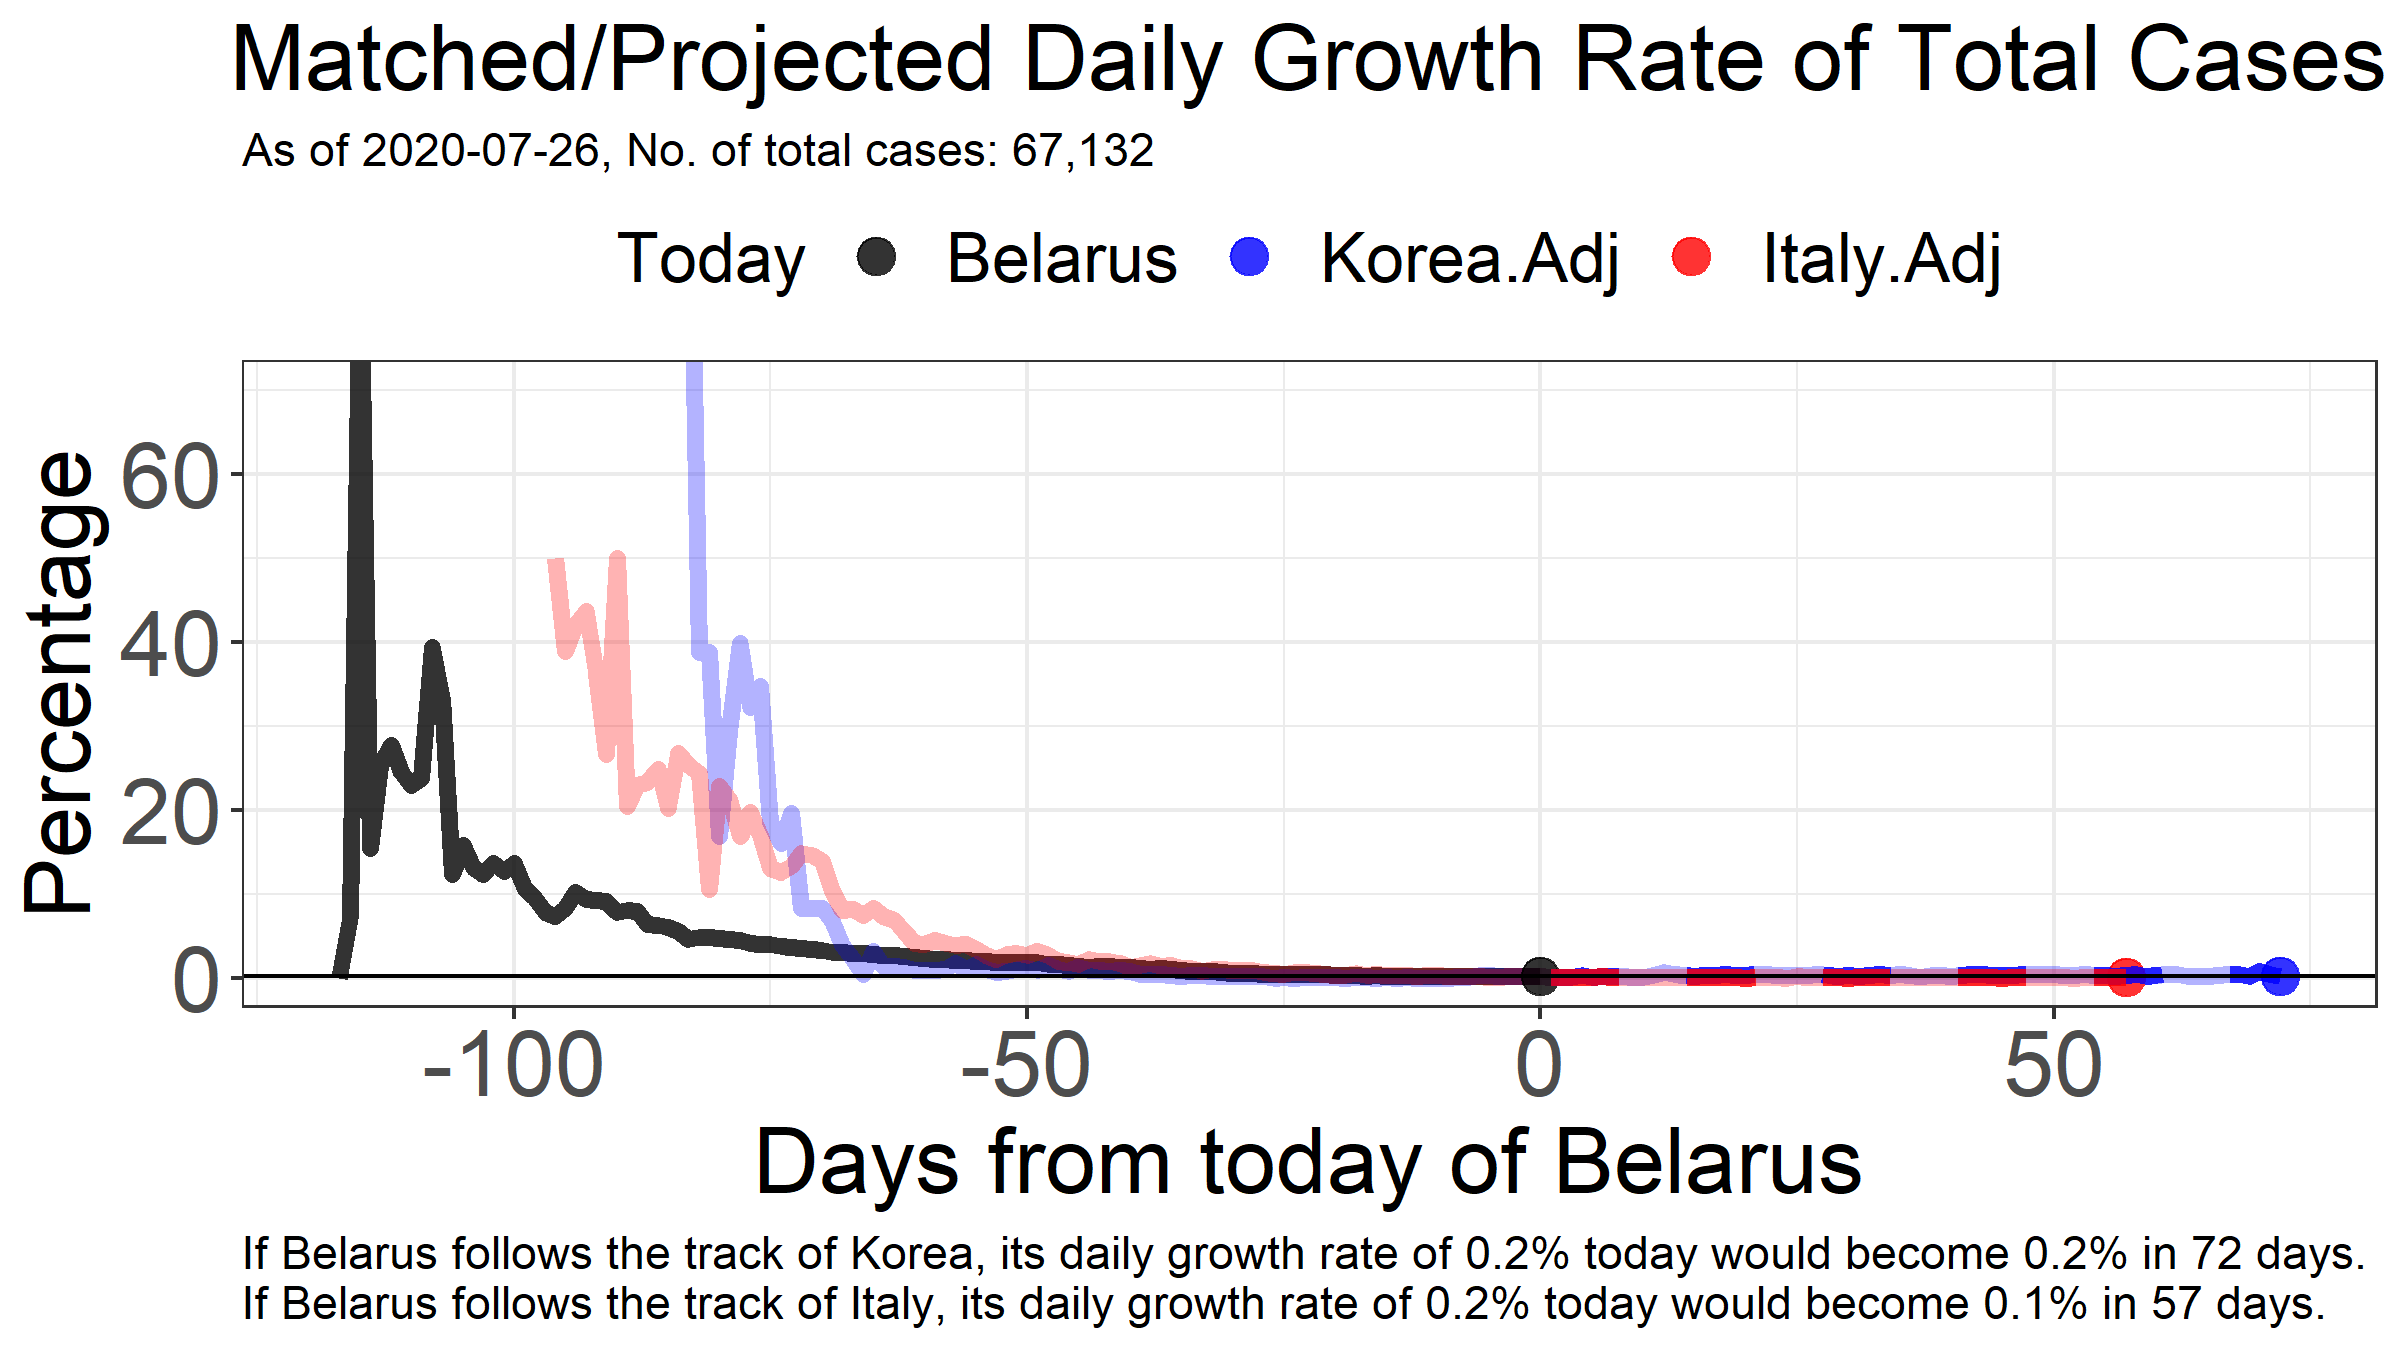 Matched/Projected Daily Growth Rate of Total Cases
As of 2020-07-26, No. of total cases: 67,132
Today Belarus Korea.Adj Italy.Adj
Percentage
60
40
20
0
-100 -50 0 50
Days from today of Belarus
If Belarus follows the track of Korea, its daily growth rate of 0.2% today would become 0.2% in 72 days.
If Belarus follows the track of Italy, its daily growth rate of 0.2% today would become 0.1% in 57 days.